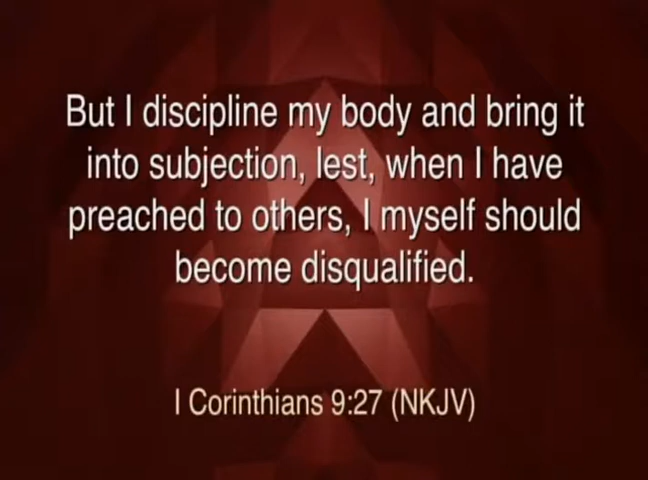 But I discipline my body and bring it
into subjection, lest, when I have
preached to others, I myself should
become disqualified.
I Corinthians 9:27 (NKJV)